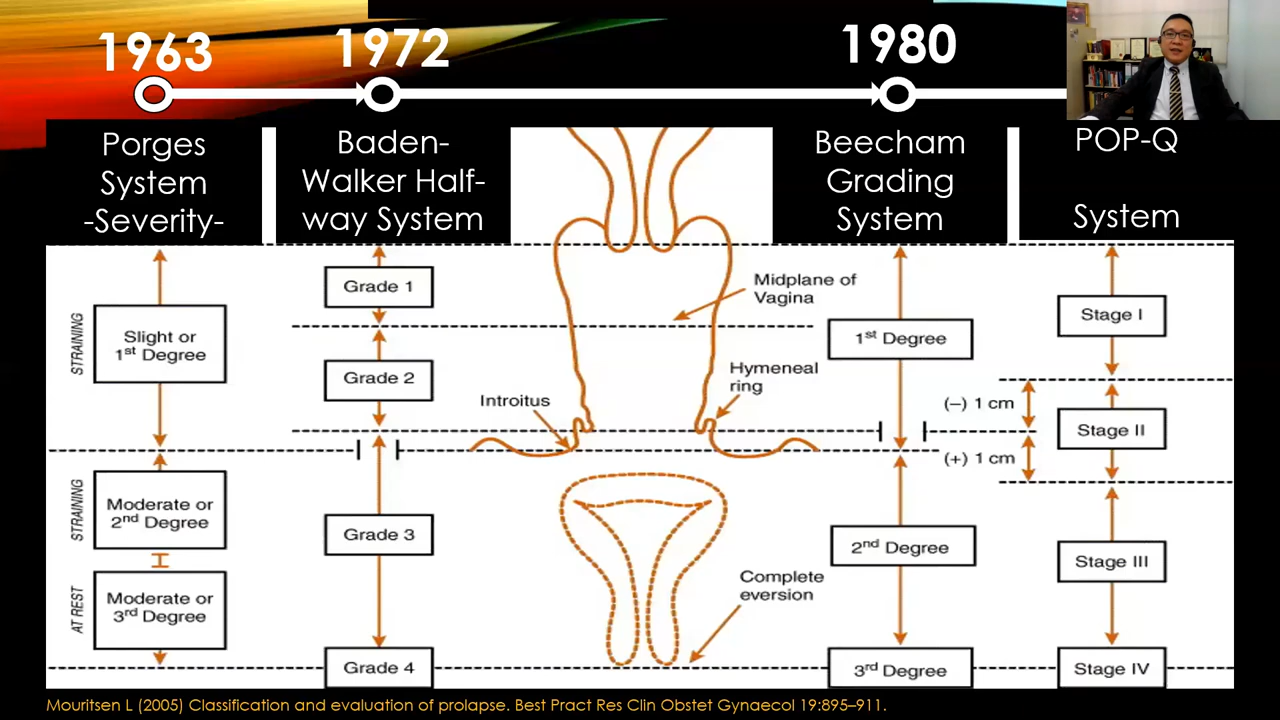 1963
1972
1980
Porges
System
-Severity-
Baden-
Walker Half-
way System
Beecham
Grading
System
POP-Q
System
STRAINING
Slight or
1st Degree
STRAINING
Moderate or
2nd Degree
AT REST
Moderate or
3rd Degree
Grade 1
Grade 2
Grade 3
Grade 4
Midplane of
Vagina
Hymeneal
ring
Introitus
Complete
eversion
1st Degree
2nd Degree
3rd Degree
(–) 1 cm
(+) 1 cm
Stage I
Stage II
Stage III
Stage IV
Mouritsen L (2005) Classification and evaluation of prolapse. Best Pract Res Clin Obstet Gynaecol 19:895–911.